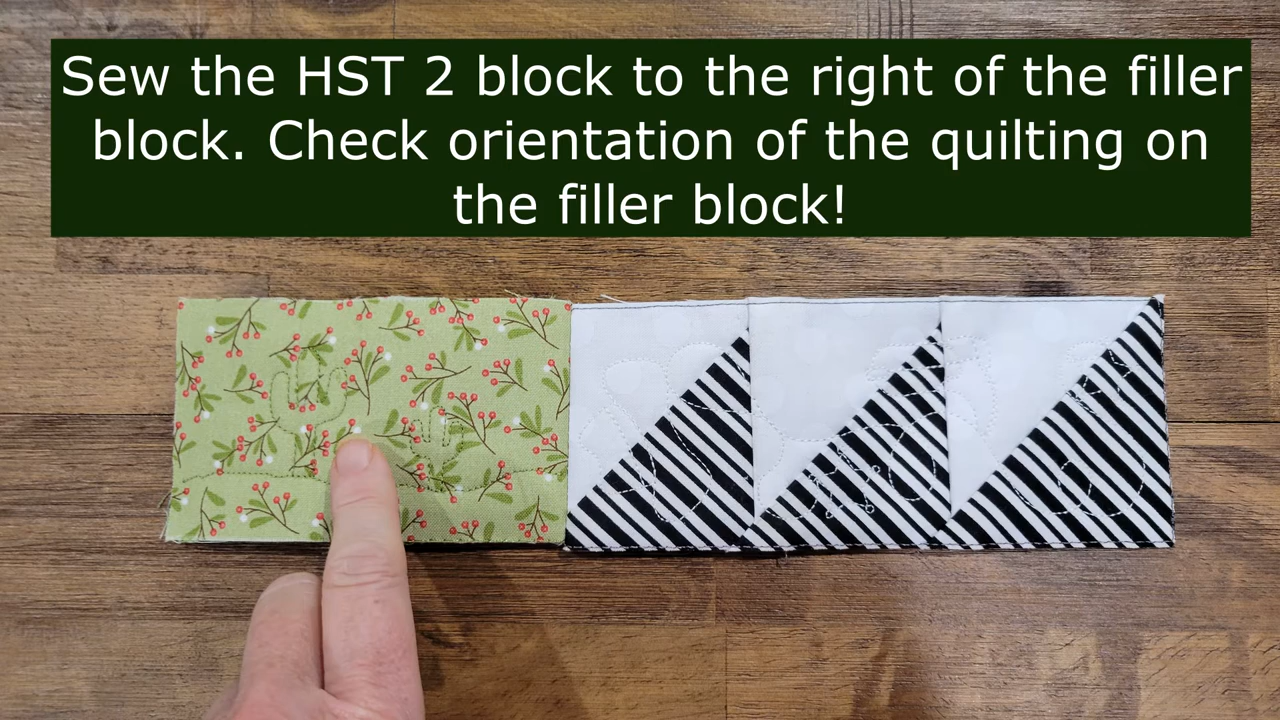 Sew the HST 2 block to the right of the filler
block. Check orientation of the quilting on
the filler block!